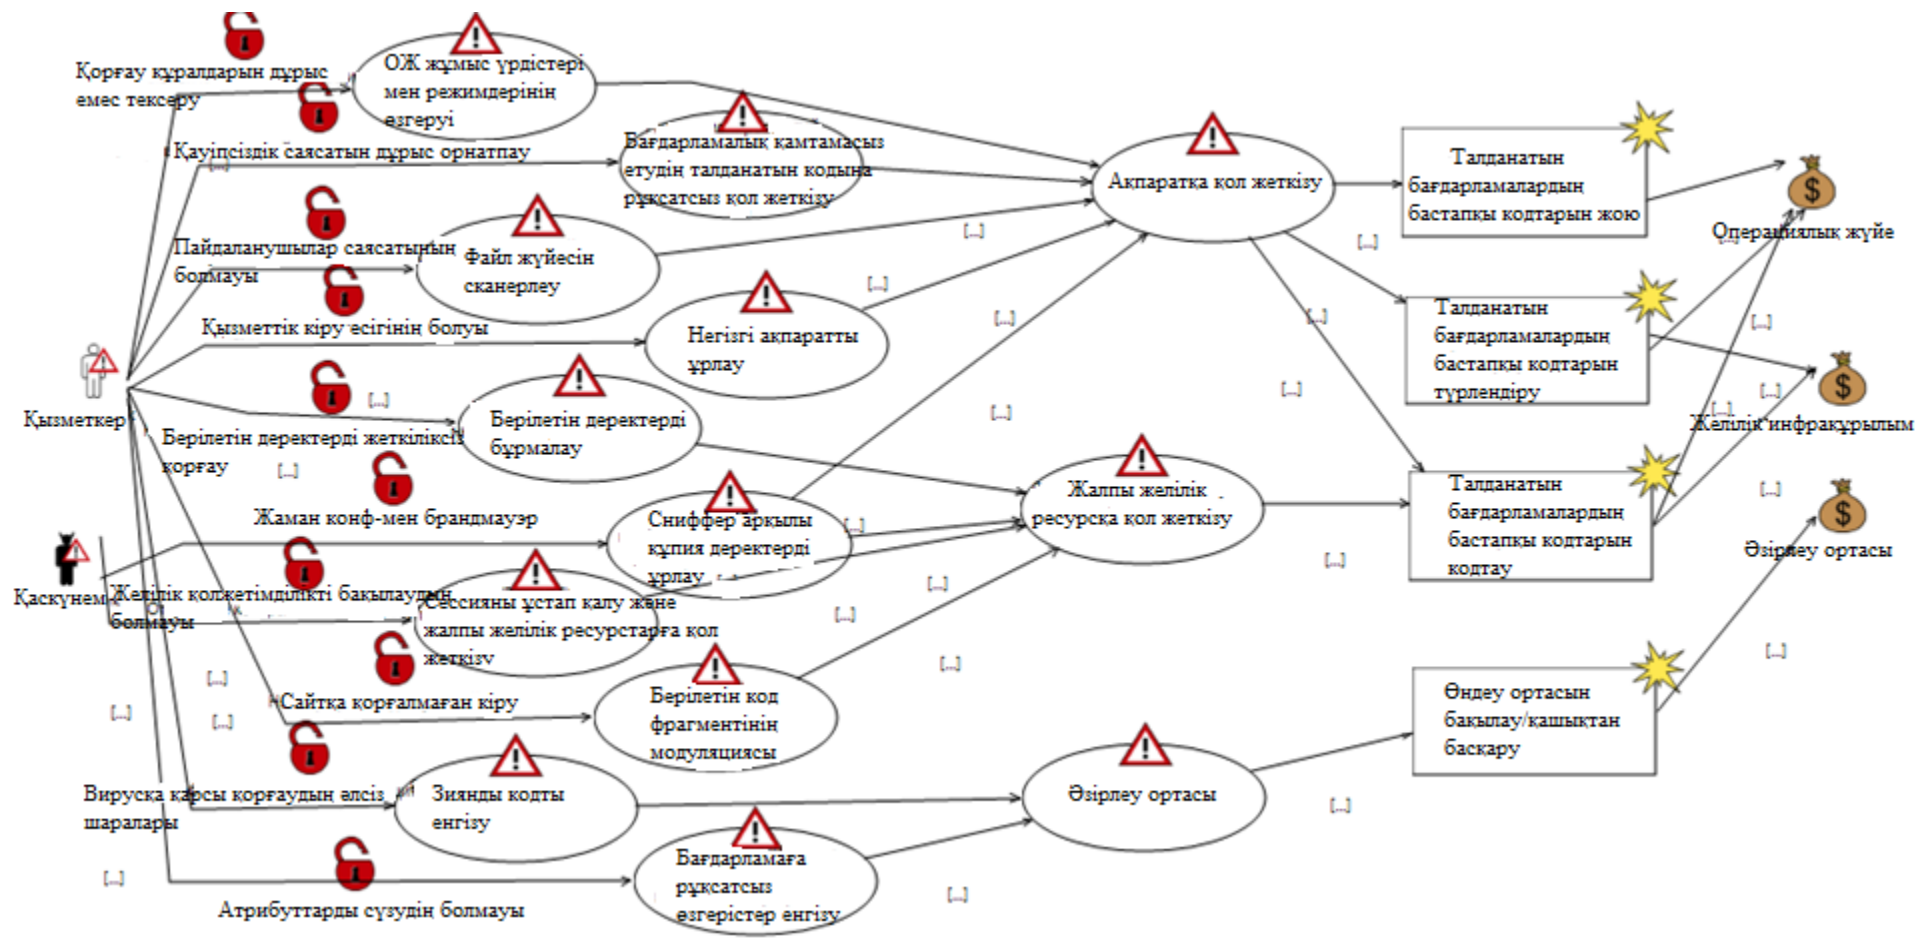 Қорғау құралдарын дұрыс
емес тексеру
ОЖ жұмыс үрдістері
мен режимдерінің
өзгеруі
Қауіпсіздік саясатын дұрыс орнатпау
[...]
Бағдарламалық қамтамасыз
етудің талданатын кодына
рұқсатсыз қол жеткізу
Пайдаланушылар саясатының
болмауы
Файл жүйесін
сканерлеу
Қызметтік кіру есігінің болуы
Негізгі ақпаратты
ұрлау
Ақпаратқа қол жеткізу
Талданатын
бағдарламалардың
бастапқы кодтарын жою
Операциялық жүйе
[...]
[...]
[...]
[...]
[...]
[...]
Талданатын
бағдарламалардың
бастапқы кодтарын
түрлендіру
[...]
[...]
[...]
Желілік инфрақұрылым
Қызметкер
[...]
Берілетін деректерді жеткіліксіз
қорғау
[...]
Берілетін деректерді
бұрмалау
[...]
[...]
Жаман конф-мен брандмауэр
Сниффер арқылы
құпия деректерді
ұрлау
[...]
Жалпы желілік
ресурсқа қол жеткізу
Талданатын
бағдарламалардың
бастапқы кодтарын
кодтау
[...]
[...]
Әзірлеу ортасы
Қаскүнем
Желілік қолжетімділікті бақылаудың
болмауы
Сессияны ұстап қалу және
жалпы желілік ресурстарға қол
жеткізу
[...]
[...]
[...]
[...]
[...]
[...]
[...]
Сайтқа қорғалмаған кіру
Берілетін код
фрагментінің
модуляциясы
Өңдеу ортасын
бақылау/қашықтан
басқару
Вирусқа қарсы қорғаудың әлсіз
шаралары
Зиянды кодты
енгізу
Әзірлеу ортасы
[...]
[...]
Атрибуттарды сүзудің болмауы
Бағдарламаға
рұқсатсыз
өзгерістер енгізу
[...]